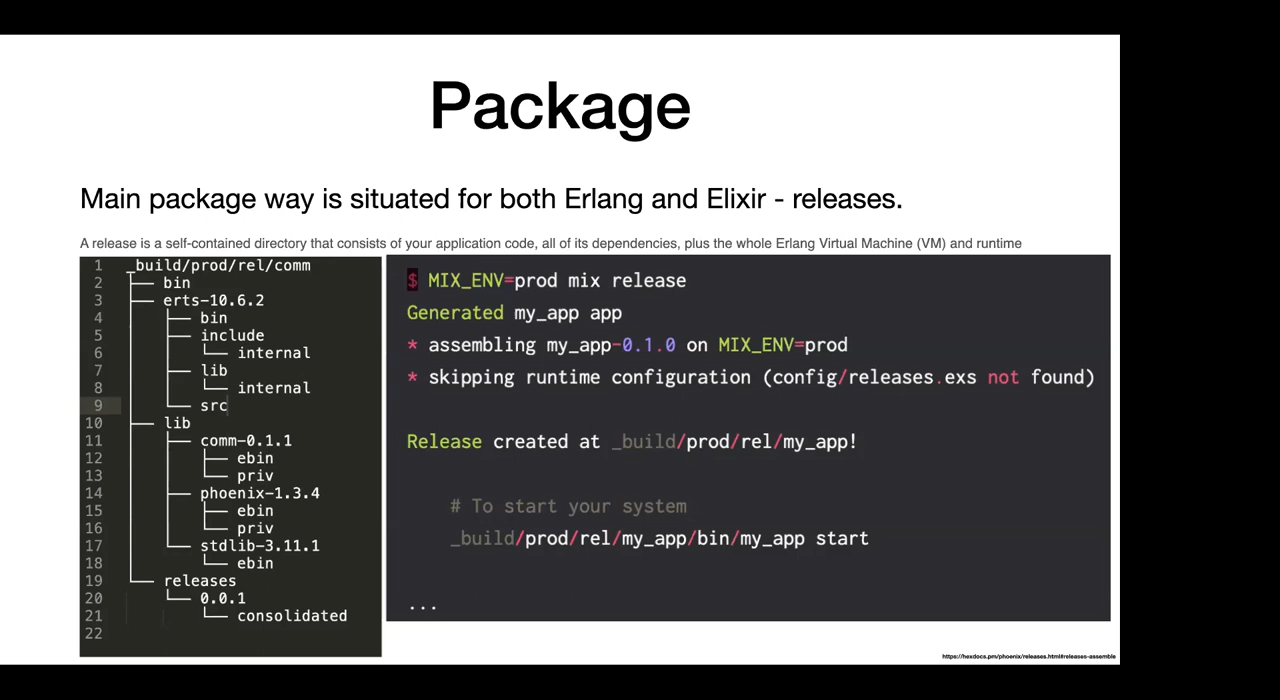 Package
Main package way is situated for both Erlang and Elixir - releases.
A release is a self-contained directory that consists of your application code, all of its dependencies, plus the whole Erlang Virtual Machine (VM) and runtime
1 _build/prod/rel/comm
2 ├── bin
3 ├── erts-10.6.2
4 │   ├── bin
5 │   ├── include
6 │   │   └── internal
7 │   ├── lib
8 │   │   └── internal
9 │   └── src
10 ├── lib
11 │   ├── comm-0.1.1
12 │   │   ├── ebin
13 │   │   └── priv
14 │   ├── phoenix-1.3.4
15 │   │   ├── ebin
16 │   │   └── priv
17 │   └── stdlib-3.11.1
18 │       └── ebin
19 └── releases
20     └── 0.0.1
21         └── consolidated
22
$ MIX_ENV=prod mix release
Generated my_app app
* assembling my_app-0.1.0 on MIX_ENV=prod
* skipping runtime configuration (config/releases.exs not found)
Release created at _build/prod/rel/my_app!
# To start your system
_build/prod/rel/my_app/bin/my_app start
...
https://hexdocs.pm/phoenix/releases.html#releases-assemble